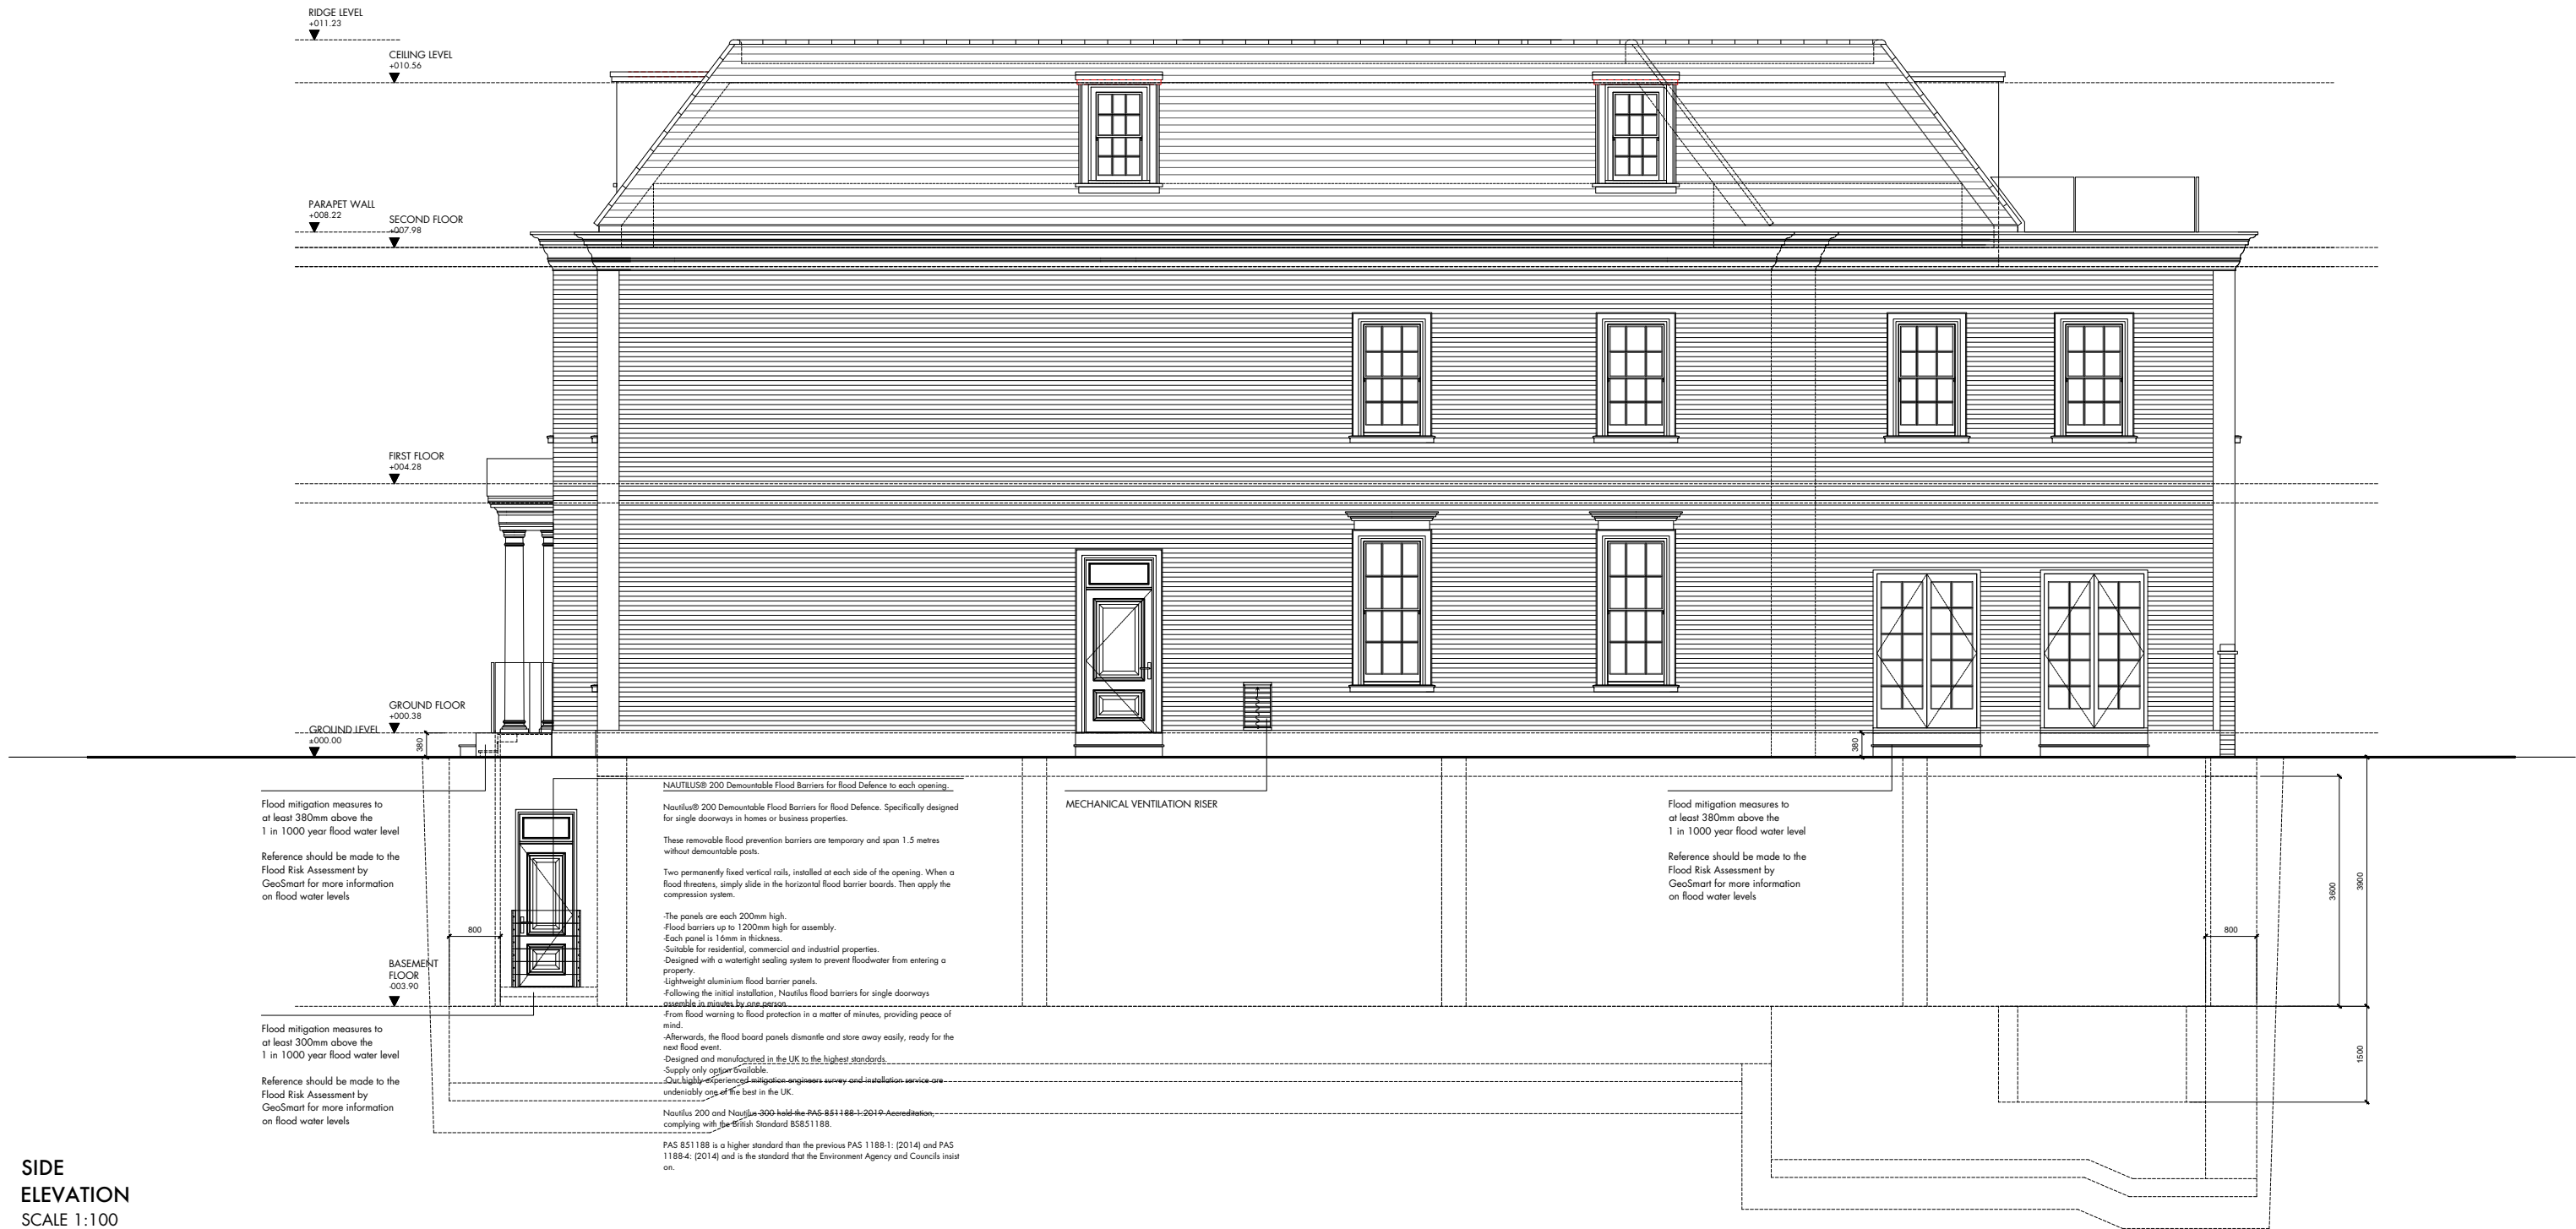 RIDGE LEVEL
+011.23
CEILING LEVEL
+010.56
PARAPET WALL
+008.22
SECOND FLOOR
+007.98
FIRST FLOOR
+004.28
GROUND FLOOR
+000.38
GROUND LEVEL
±000.00
380
380
Flood mitigation measures to
at least 380mm above the
1 in 1000 year flood water level
Reference should be made to the
Flood Risk Assessment by
GeoSmart for more information
on flood water levels
800
BASEMENT
FLOOR
-003.90
Flood mitigation measures to
at least 300mm above the
1 in 1000 year flood water level
Reference should be made to the
Flood Risk Assessment by
GeoSmart for more information
on flood water levels
NAUTILUS® 200 Demountable Flood Barriers for flood Defence to each opening.
Nautilus® 200 Demountable Flood Barriers for flood Defence. Specifically designed
for single doorways in homes or business properties.
These removable flood prevention barriers are temporary and span 1.5 metres
without demountable posts.
Two permanently fixed vertical rails, installed at each side of the opening. When a
flood threatens, simply slide in the horizontal flood barrier boards. Then apply the
compression system.
-The panels are each 200mm high.
-Flood barriers up to 1200mm high for assembly.
-Each panel is 16mm in thickness.
-Suitable for residential, commercial and industrial properties.
-Designed with a watertight sealing system to prevent floodwater from entering a
property.
-Lightweight aluminium flood barrier panels.
-Following the initial installation, Nautilus flood barriers for single doorways
assemble in minutes by one person.
-From flood warning to flood protection in a matter of minutes, providing peace of
mind.
-Afterwards, the flood board panels dismantle and store away easily, ready for the
next flood event.
-Designed and manufactured in the UK to the highest standards.
-Supply only option available.
-Our highly experienced mitigation engineers survey and installation service are
undeniably one of the best in the UK.
Nautilus 200 and Nautilus 300 hold the PAS 851188-1:2019 Accreditation,
complying with the British Standard BS851188.
PAS 851188 is a higher standard than the previous PAS 1188-1: (2014) and PAS
1188-4: (2014) and is the standard that the Environment Agency and Councils insist
on.
MECHANICAL VENTILATION RISER
Flood mitigation measures to
at least 380mm above the
1 in 1000 year flood water level
Reference should be made to the
Flood Risk Assessment by
GeoSmart for more information
on flood water levels
800
3600
3900
1500
SIDE
ELEVATION
SCALE 1:100